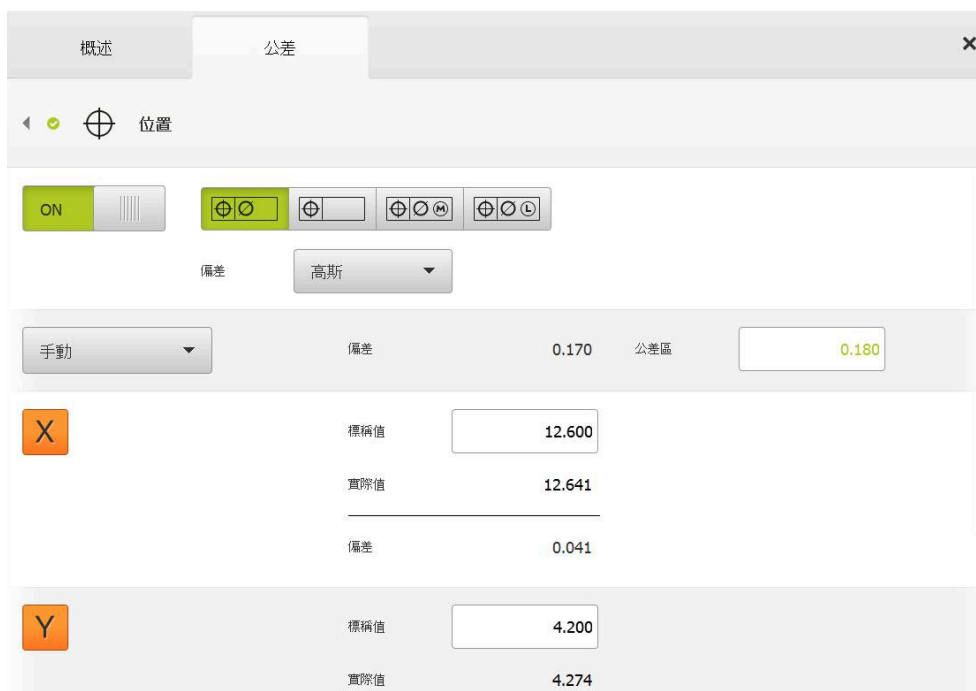 概述 公差
位置
ON Ⓜ Ⓛ
偏差 高斯
手動 偏差 0.170 公差區 0.180
X 標稱值 12.600
實際值 12.641
偏差 0.041
Y 標稱值 4.200
實際值 4.274